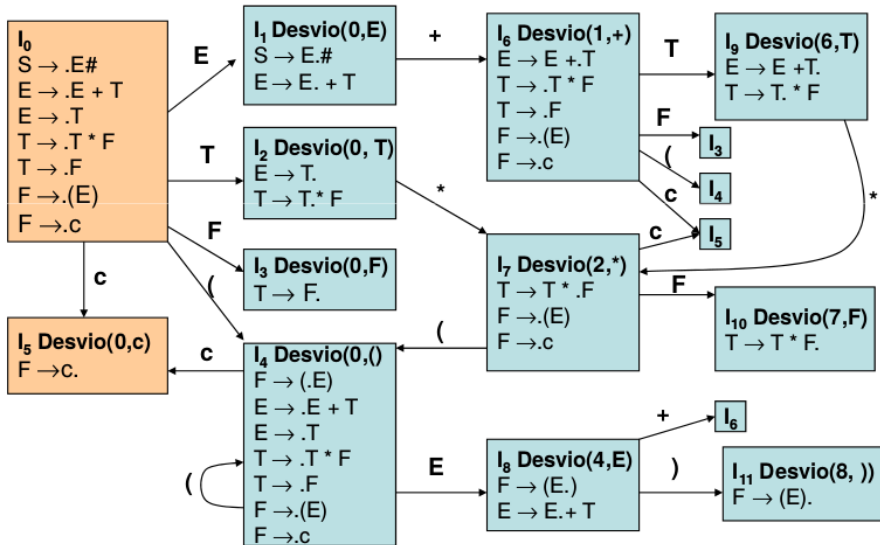 I0
S → .E#
E → .E + T
E → .T
T → .T * F
T → .F
F →.(E)
F →.c
E
I1 Desvio(0,E)
S → E.#
E → E. + T
+
I6 Desvio(1,+)
E → E +.T
T → .T * F
T → .F
F →.(E)
F →.c
T
I9 Desvio(6,T)
E → E +T.
T → T. * F
F
I3
(
I4
c
I5
*
T
I2 Desvio(0, T)
E → T.
T → T.* F
*
F
I3 Desvio(0,F)
T → F.
(
c
I5 Desvio(0,c)
F →c.
I7 Desvio(2,*)
T → T * .F
F →.(E)
F →.c
c
F
I10 Desvio(7,F)
T → T * F.
(
c
I4 Desvio(0,()
F → (.E)
E → .E + T
E → .T
T → .T * F
T → .F
F →.(E)
F →.c
(
E
I8 Desvio(4,E)
F → (E.)
E → E.+ T
+
I6
)
I11 Desvio(8, ))
F → (E).